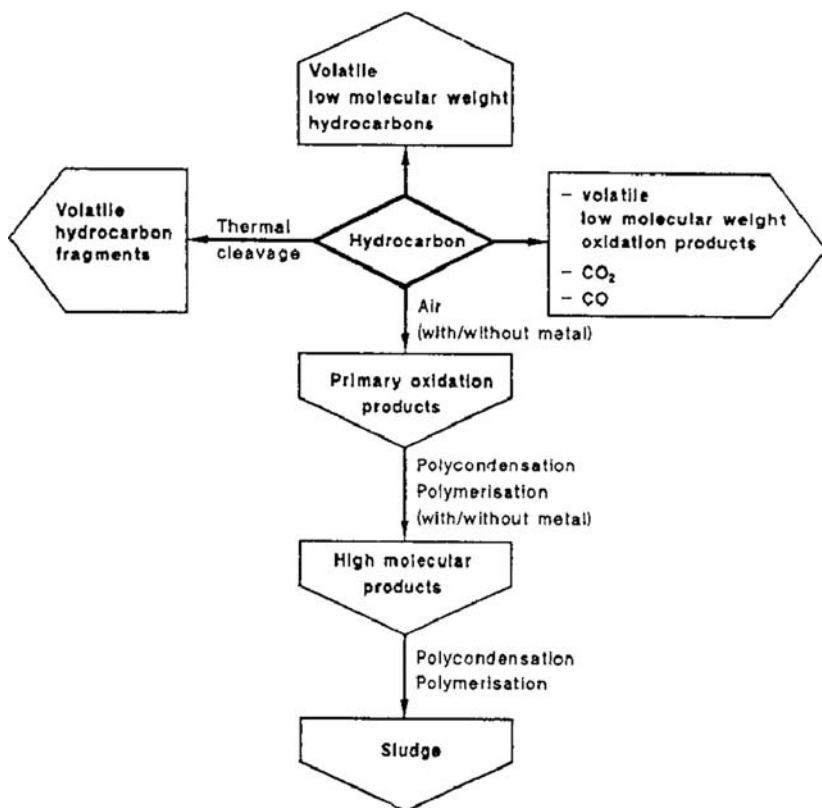 Volatile
low molecular weight
hydrocarbons
Volatile
hydrocarbon
fragments
Thermal
cleavage
Hydrocarbon
– volatile
low molecular weight
oxidation products
– CO₂
– CO
Air
(with/without metal)
Primary oxidation
products
Polycondensation
Polymerisation
(with/without metal)
High molecular
products
Polycondensation
Polymerisation
Sludge